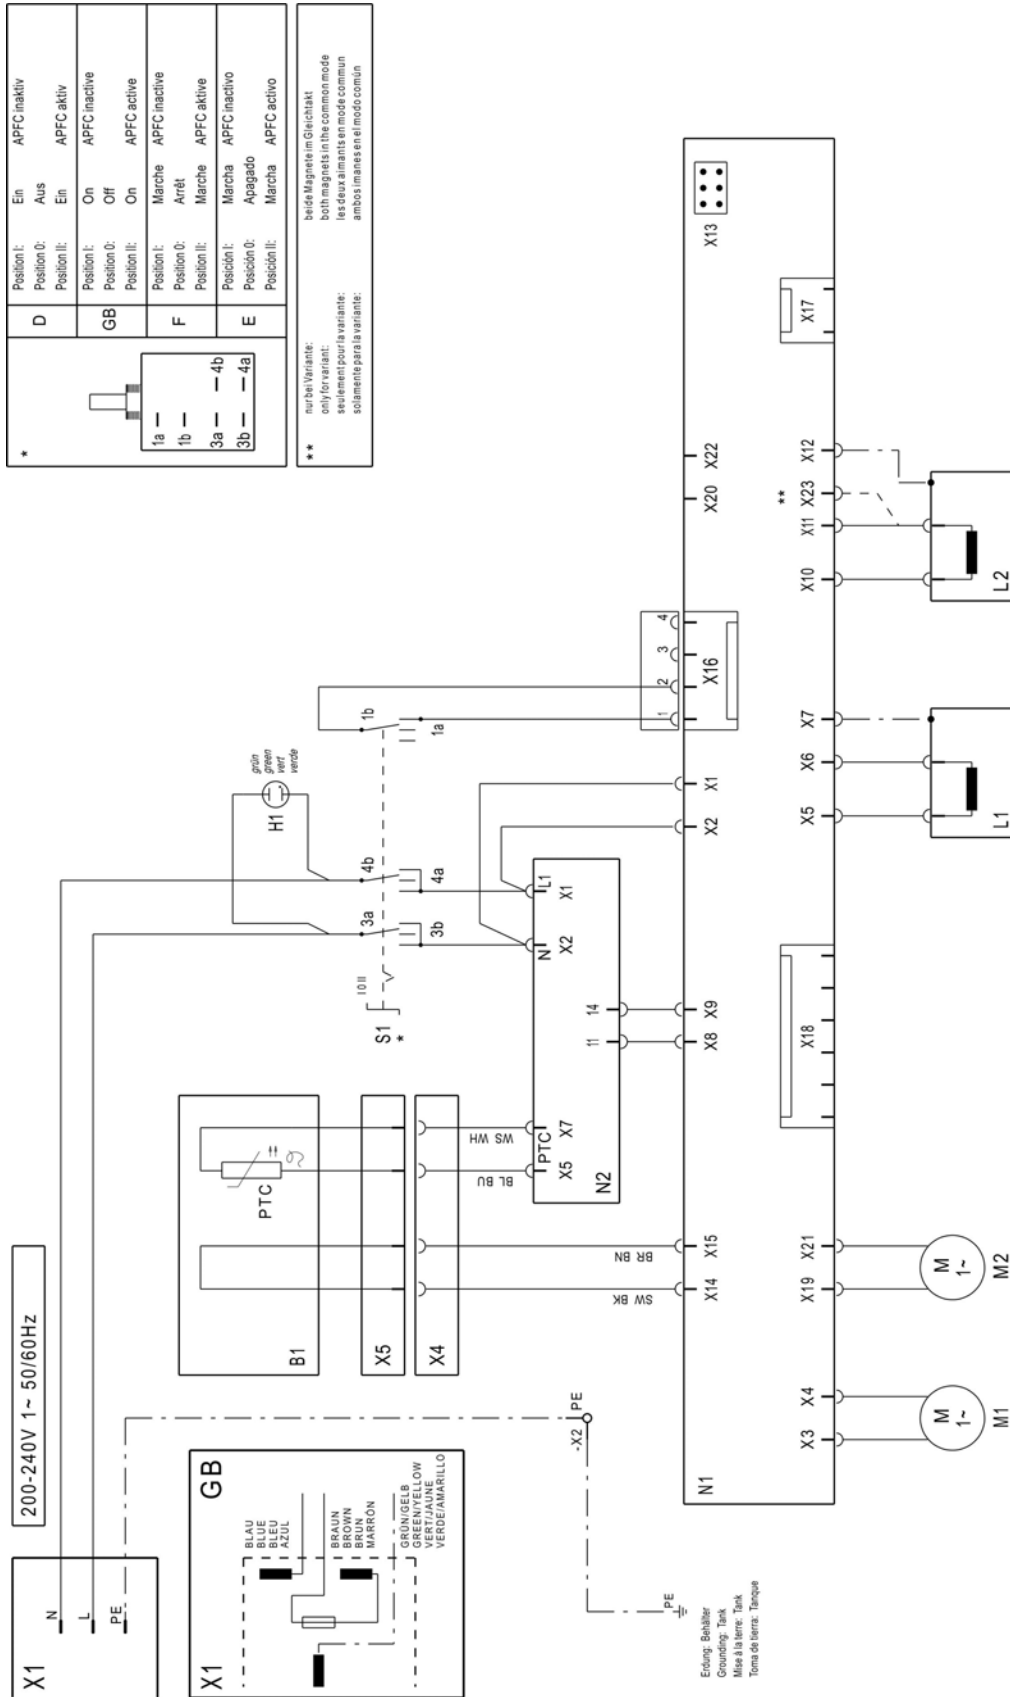 200-240V 1~ 50/60Hz
X1
N
L
PE
X1
GB
BLAU
BLUE
BLEU
AZUL
BRAUN
BROWN
BRUN
MARRÓN
GRÜN/GELB
GREEN/YELLOW
VERT/JAUNE
VERDE/AMARILLO
*
1a
1b
3a
4b
3b
4a
D
Position I: Ein APFC inaktiv
Position 0: Aus
Position II: Ein APFC aktiv
GB
Position I: On APFC inactive
Position 0: Off
Position II: On APFC active
F
Position I: Marche APFC inactive
Position 0: Arrêt
Position II: Marche APFC aktive
E
Posición I: Marcha APFC inactivo
Posición 0: Apagado
Posición II: Marcha APFC activo
**
nur bei Variante: beide Magnete im Gleichtakt
only for variant: both magnets in the common mode
seulement pour la variante: les deux aimants en mode commun
solamente para la variante: ambos imanes en el modo común
B1
PTC
X5
X4
SW BK
BR BN
BL BU
WS WH
S1
*
I 0 II
3a
3b
4b
4a
1b
1a
H1
grün
green
vert
verde
N2
PTC
X5
X7
11
14
N
X2
L1
X1
-X2
PE
PE
Erdung: Behälter
Grounding: Tank
Mise à la terre: Tank
Toma de tierra: Tanque
N1
X14
X15
X8
X9
X2
X1
1
2
3
4
X16
X20
X22
X13
X3
X4
X19
X21
X18
X5
X6
X7
X10
X11
X23
**
X12
X17
M
1~
M1
M
1~
M2
L1
L2